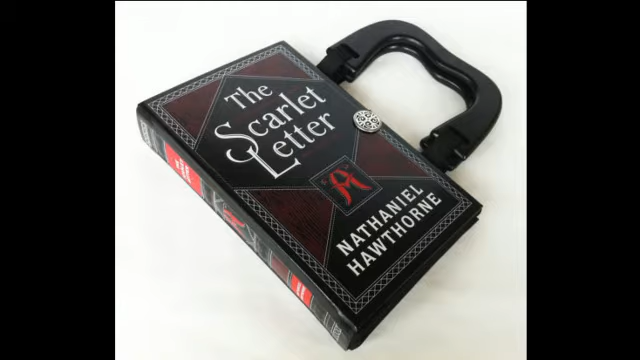 The
Scarlet
Letter
A
NATHANIEL
HAWTHORNE